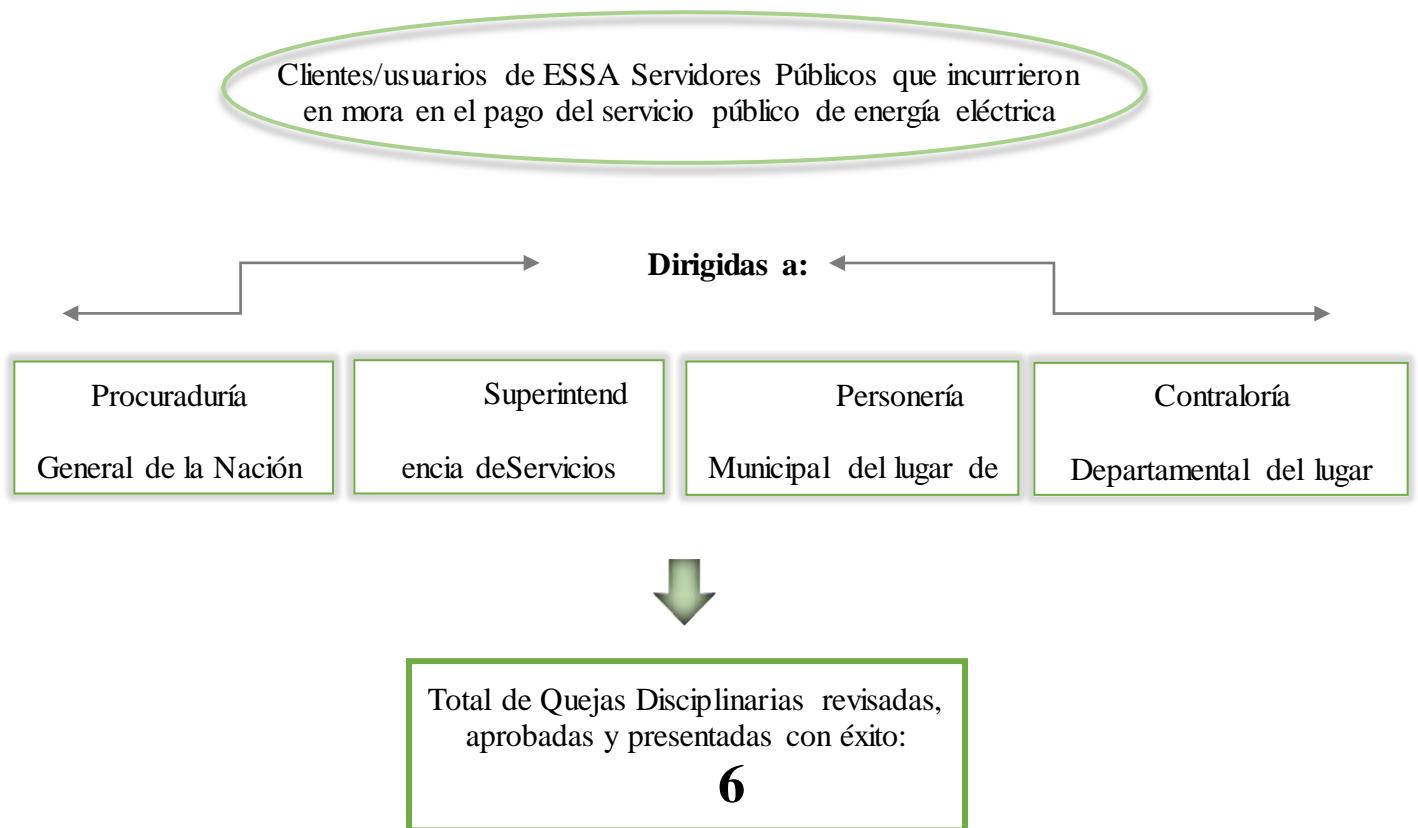 Clientes/usuarios de ESSA Servidores Públicos que incurrieron
en mora en el pago del servicio público de energía eléctrica
Dirigidas a:
Procuraduría
General de la Nación
Superintend
encia deServicios
Personería
Municipal del lugar de
Contraloría
Departamental del lugar
Total de Quejas Disciplinarias revisadas,
aprobadas y presentadas con éxito:
6